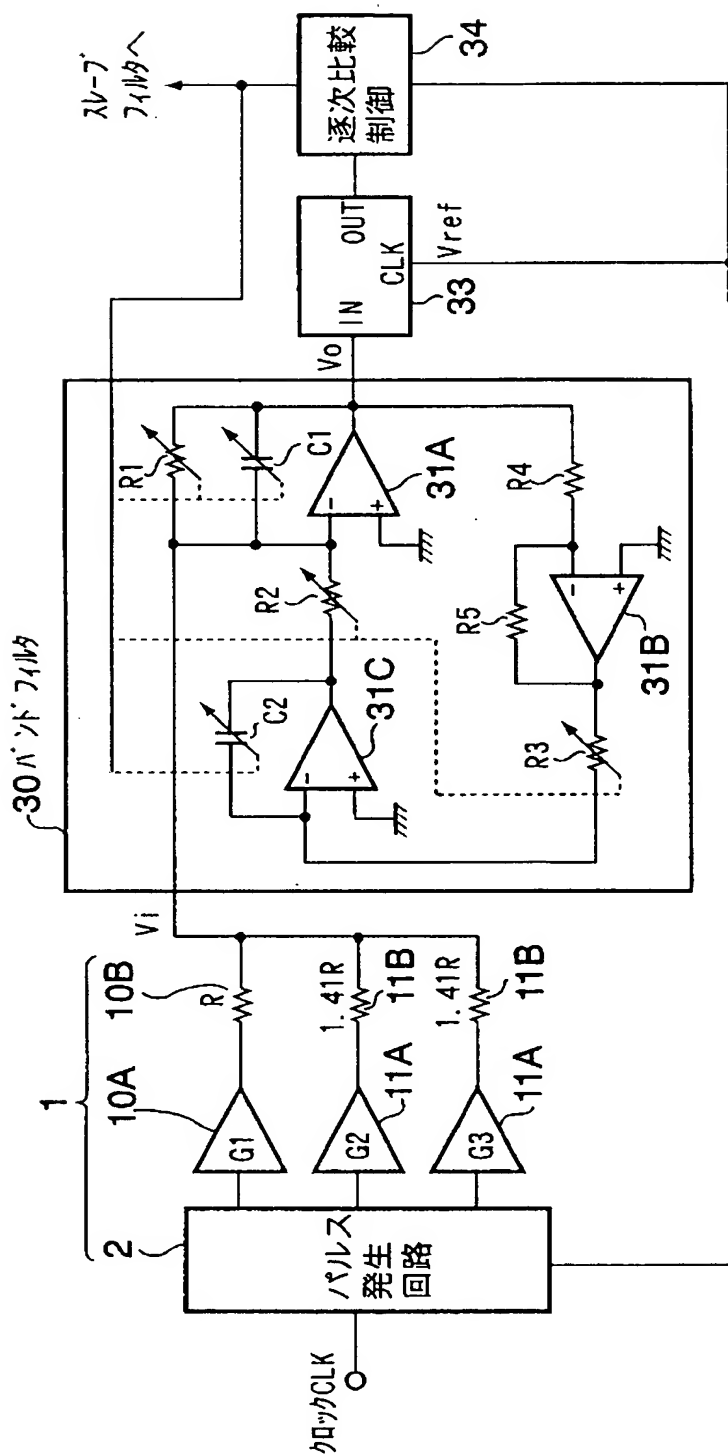 スレーブ
フィルタへ
34
逐次比較
制御
OUT
IN
CLK
Vref
33
Vo
30 バンドフィルタ
R1
C1
31A
-
+
R2
C2
31C
-
+
R4
R5
31B
-
+
R3
Vi
1
10B
R
10A
G1
1.41R
11B
11A
G2
1.41R
11B
11A
G3
2
パルス
発生
回路
クロックCLK